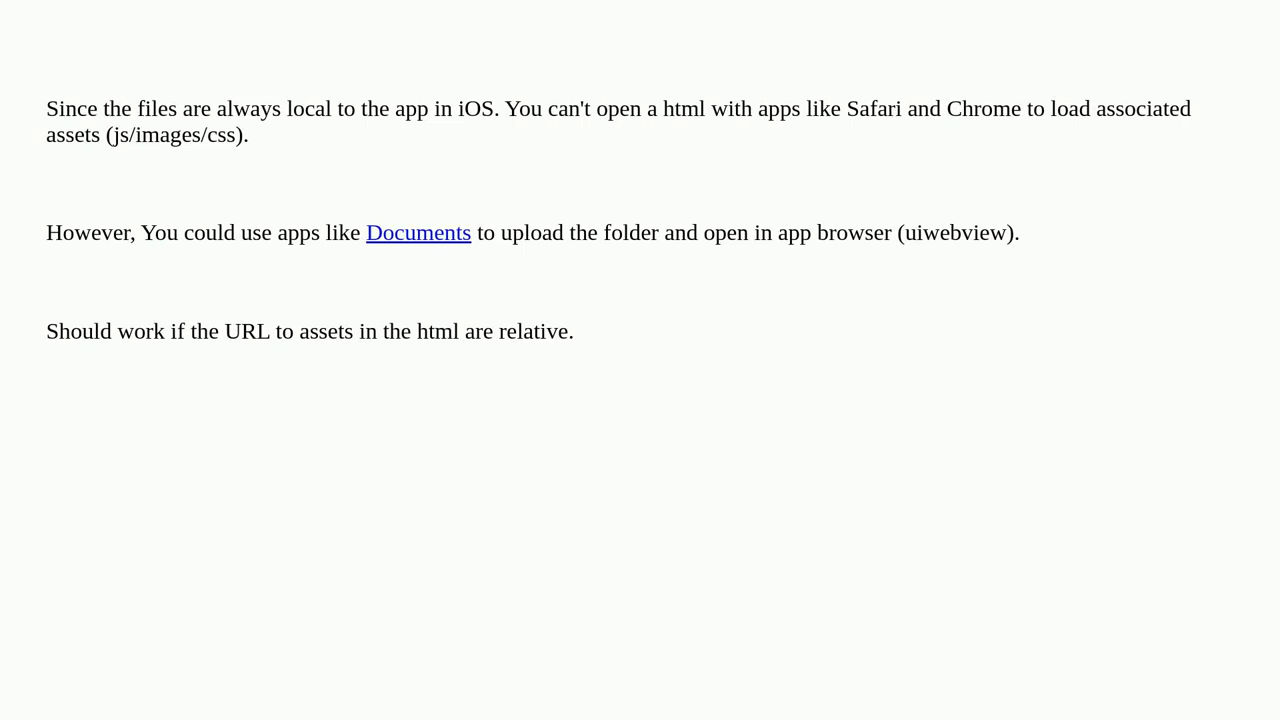 Since the files are always local to the app in iOS. You can't open a html with apps like Safari and Chrome to load associated
assets (js/images/css).
However, You could use apps like Documents to upload the folder and open in app browser (uiwebview).
Should work if the URL to assets in the html are relative.